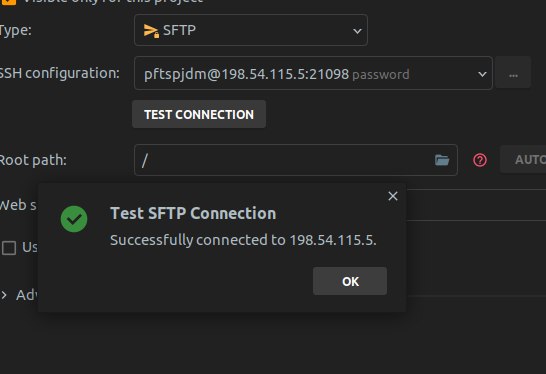 Visible only for this project
Type:
SFTP
SSH configuration:
pftspjdm@198.54.115.5:21098 password
...
TEST CONNECTION
Root path:
/
AUTO
Web s
Test SFTP Connection
Successfully connected to 198.54.115.5.
Us
OK
Adv